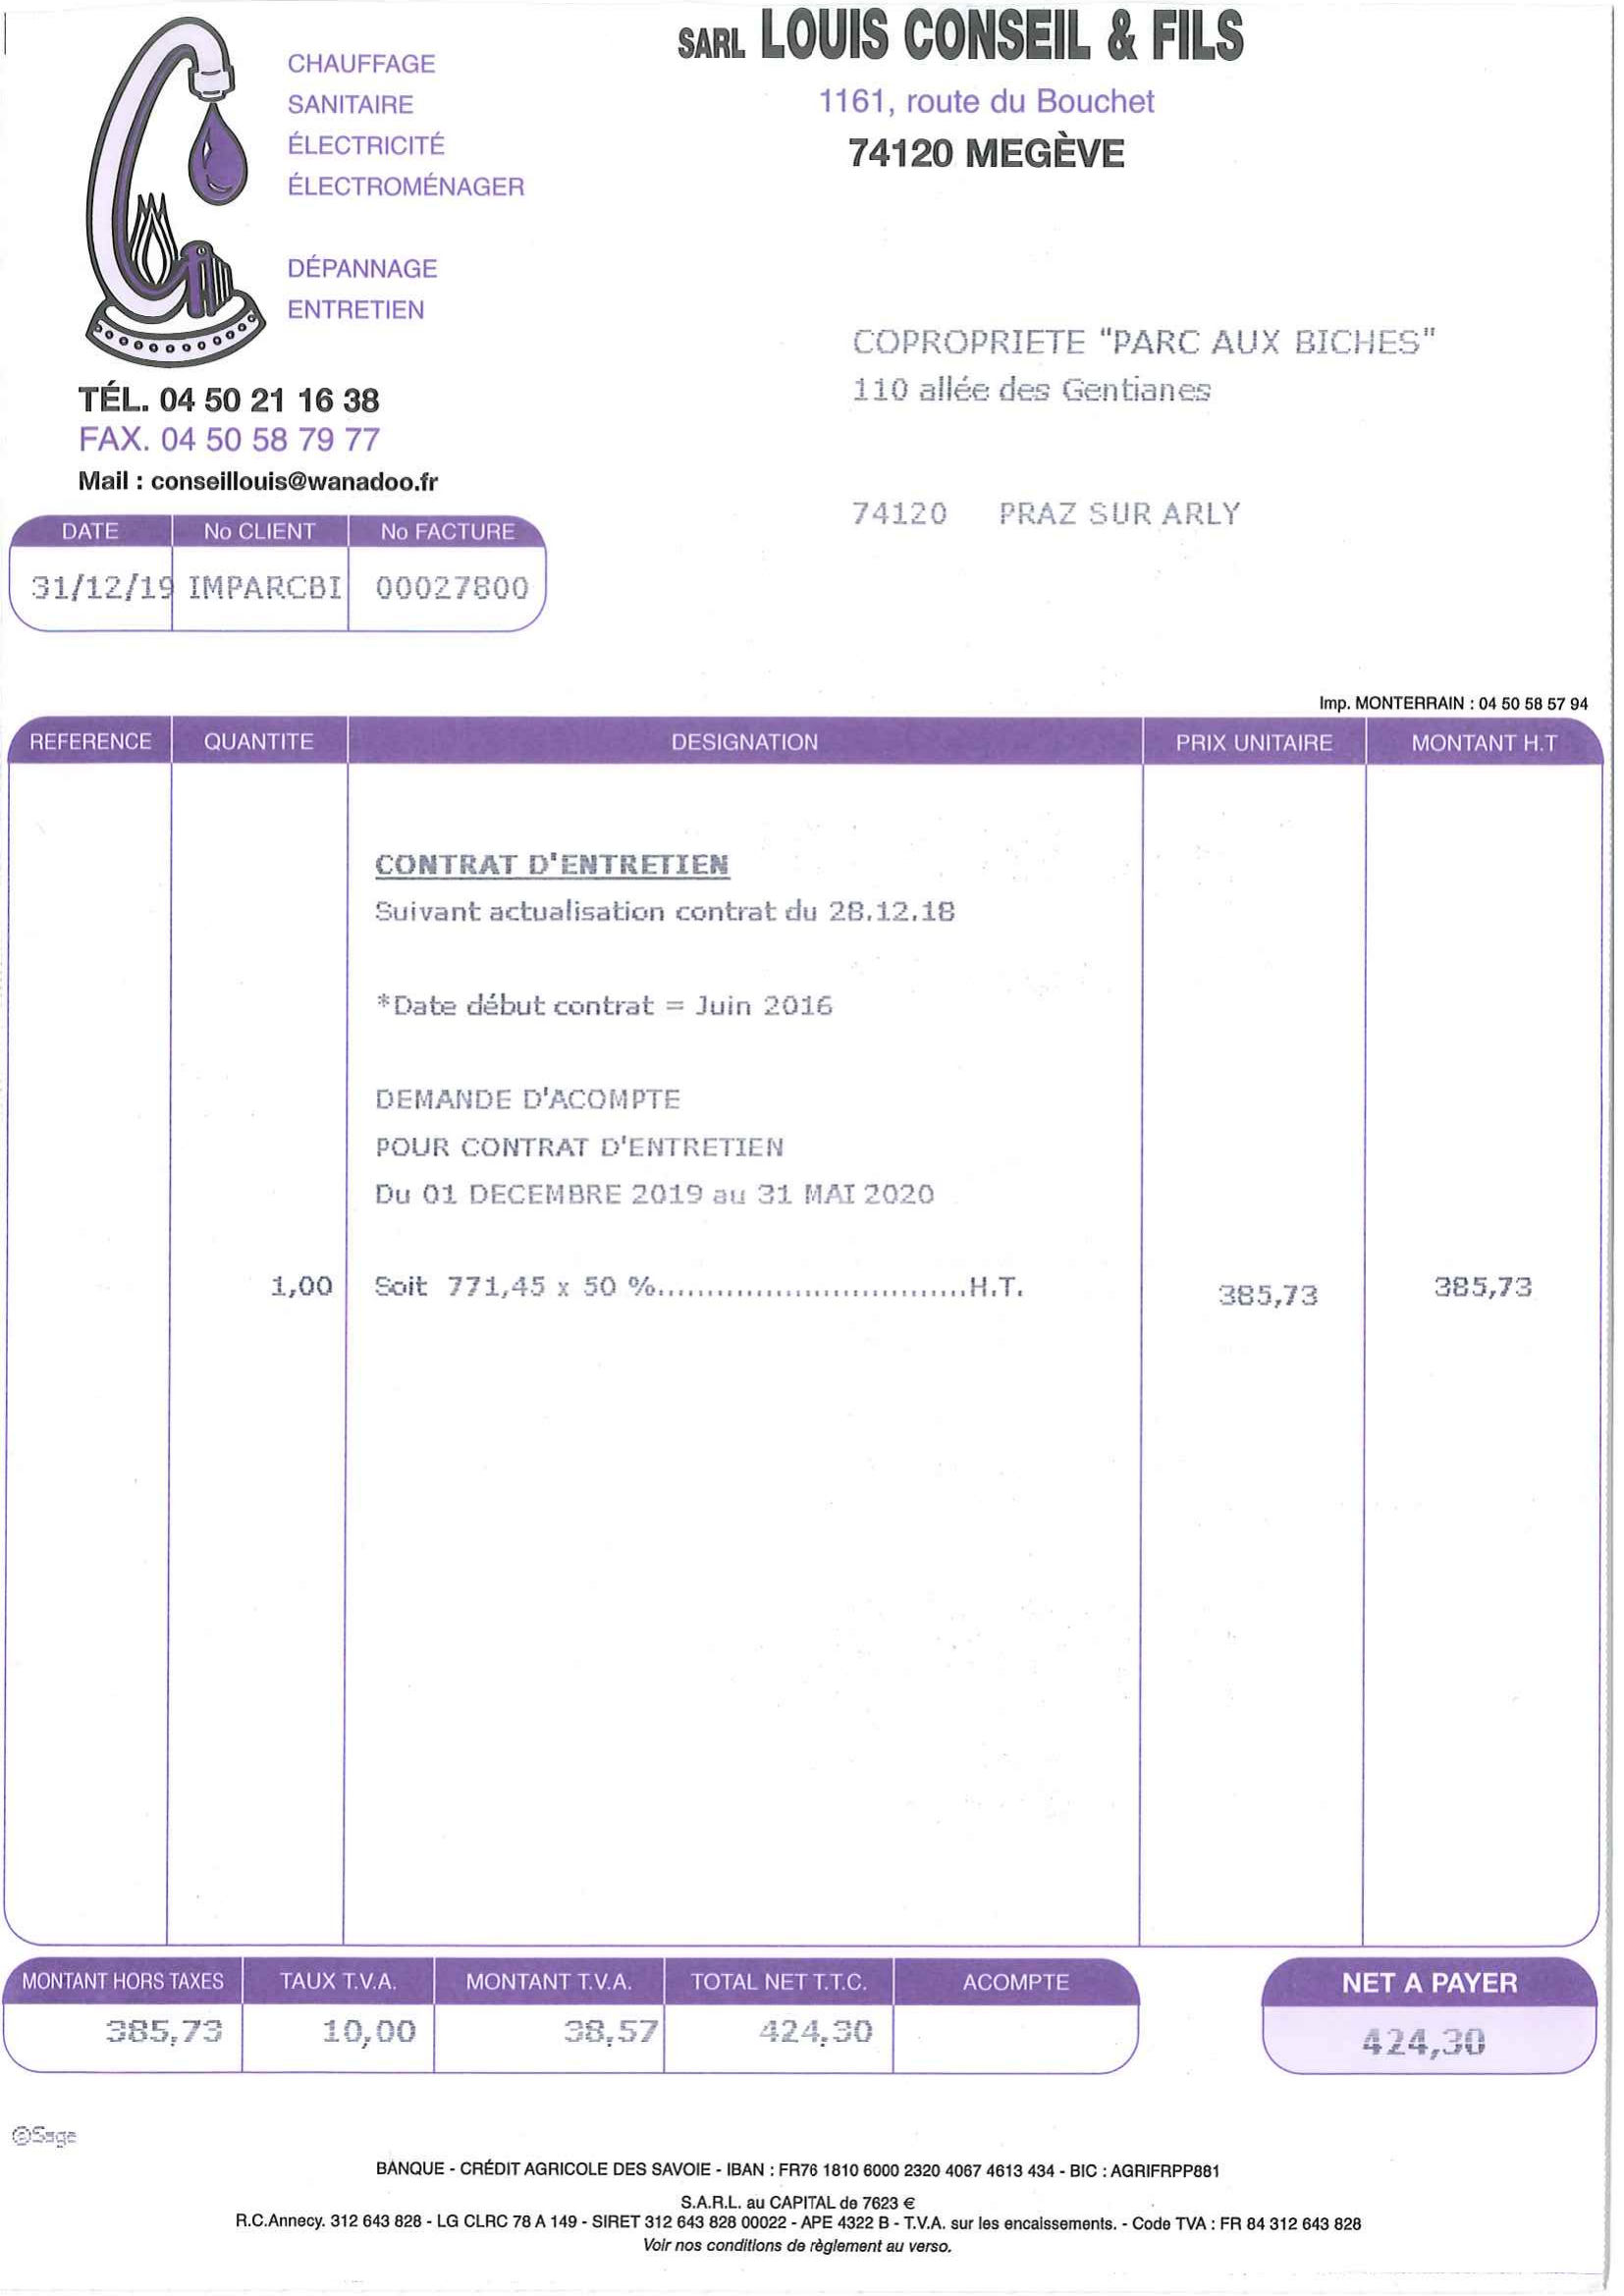 SARL LOUIS CONSEIL & FILS
1161, route du Bouchet
74120 MEGÈVE
CHAUFFAGE
SANITAIRE
ÉLECTRICITÉ
ÉLECTROMÉNAGER
DÉPANNAGE
ENTRETIEN
TÉL. 04 50 21 16 38
FAX. 04 50 58 79 77
Mail : conseillouis@wanadoo.fr
COPROPRIETE "PARC AUX BICHES"
110 allée des Gentianes
74120 PRAZ SUR ARLY
DATE No CLIENT No FACTURE
31/12/19 IMPARCBI 00027800
Imp. MONTERRAIN : 04 50 58 57 94
REFERENCE QUANTITE DESIGNATION PRIX UNITAIRE MONTANT H.T
CONTRAT D'ENTRETIEN
Suivant actualisation contrat du 28.12.18
*Date début contrat = Juin 2016
DEMANDE D'ACOMPTE
POUR CONTRAT D'ENTRETIEN
Du 01 DECEMBRE 2019 au 31 MAI 2020
1,00 Soit 771,45 x 50 %...............................H.T. 385,73 385,73
MONTANT HORS TAXES TAUX T.V.A. MONTANT T.V.A. TOTAL NET T.T.C. ACOMPTE NET A PAYER
385,73 10,00 38,57 424,30 424,30
©Sage
BANQUE - CRÉDIT AGRICOLE DES SAVOIE - IBAN : FR76 1810 6000 2320 4067 4613 434 - BIC : AGRIFRPP881
S.A.R.L. au CAPITAL de 7623 €
R.C.Annecy. 312 643 828 - LG CLRC 78 A 149 - SIRET 312 643 828 00022 - APE 4322 B - T.V.A. sur les encaissements. - Code TVA : FR 84 312 643 828
Voir nos conditions de règlement au verso.